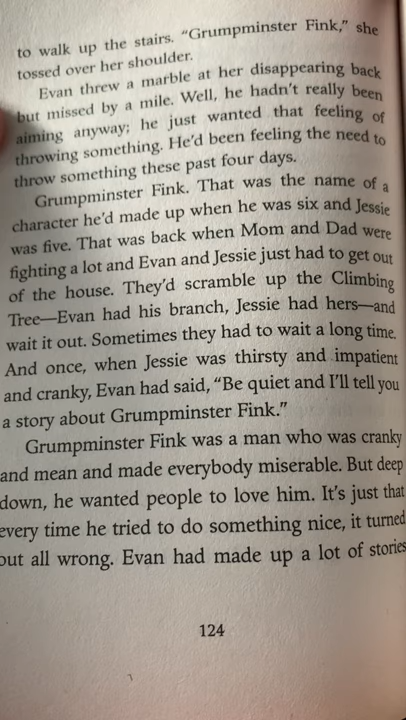 to walk up the stairs. “Grumpminster Fink,” she
tossed over her shoulder.
Evan threw a marble at her disappearing back
but missed by a mile. Well, he hadn’t really been
aiming anyway; he just wanted that feeling of
throwing something. He’d been feeling the need to
throw something these past four days.
Grumpminster Fink. That was the name of a
character he’d made up when he was six and Jessie
was five. That was back when Mom and Dad were
fighting a lot and Evan and Jessie just had to get out
of the house. They’d scramble up the Climbing
Tree—Evan had his branch, Jessie had hers—and
wait it out. Sometimes they had to wait a long time.
And once, when Jessie was thirsty and impatient
and cranky, Evan had said, “Be quiet and I’ll tell you
a story about Grumpminster Fink.”
Grumpminster Fink was a man who was cranky
and mean and made everybody miserable. But deep
down, he wanted people to love him. It’s just that
every time he tried to do something nice, it turned
out all wrong. Evan had made up a lot of stories
124